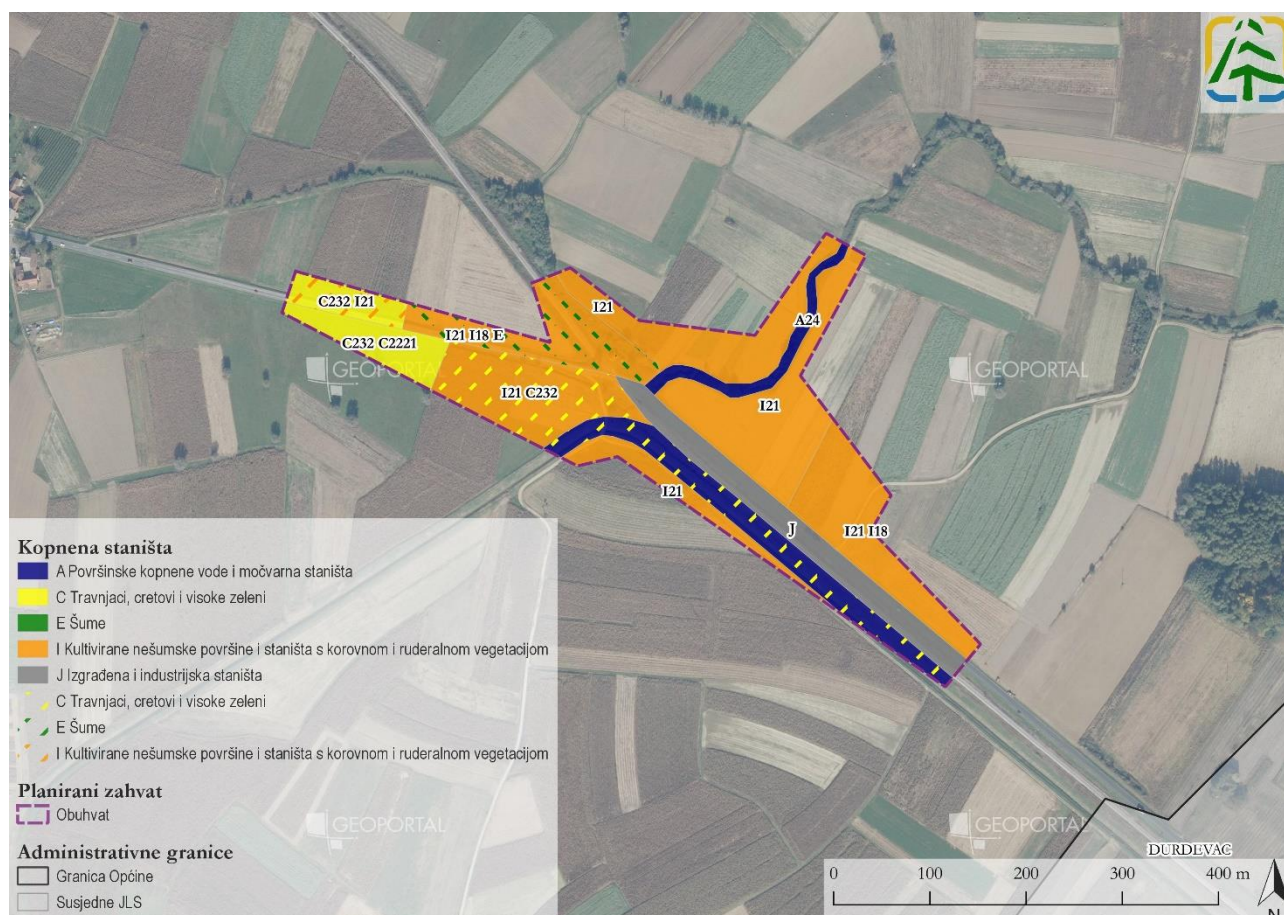 I21
C232 I21
A24
I21 I18 E
C232 C2221
GEOPORTAL
GEOPORTAL
I21 C232
I21
I21
J
I21 I18
Kopnena staništa
A Površinske kopnene vode i močvarna staništa
C Travnjaci, cretovi i visoke zeleni
E Šume
I Kultivirane nešumske površine i staništa s korovnom i ruderalnom vegetacijom
J Izgrađena i industrijska staništa
C Travnjaci, cretovi i visoke zeleni
E Šume
I Kultivirane nešumske površine i staništa s korovnom i ruderalnom vegetacijom
Planirani zahvat
Obuhvat
GEOPORTAL
GEOPORTAL
Administrativne granice
Granica Općine
Susjedne JLS
ĐURĐEVAC
0 100 200 300 400 m
N